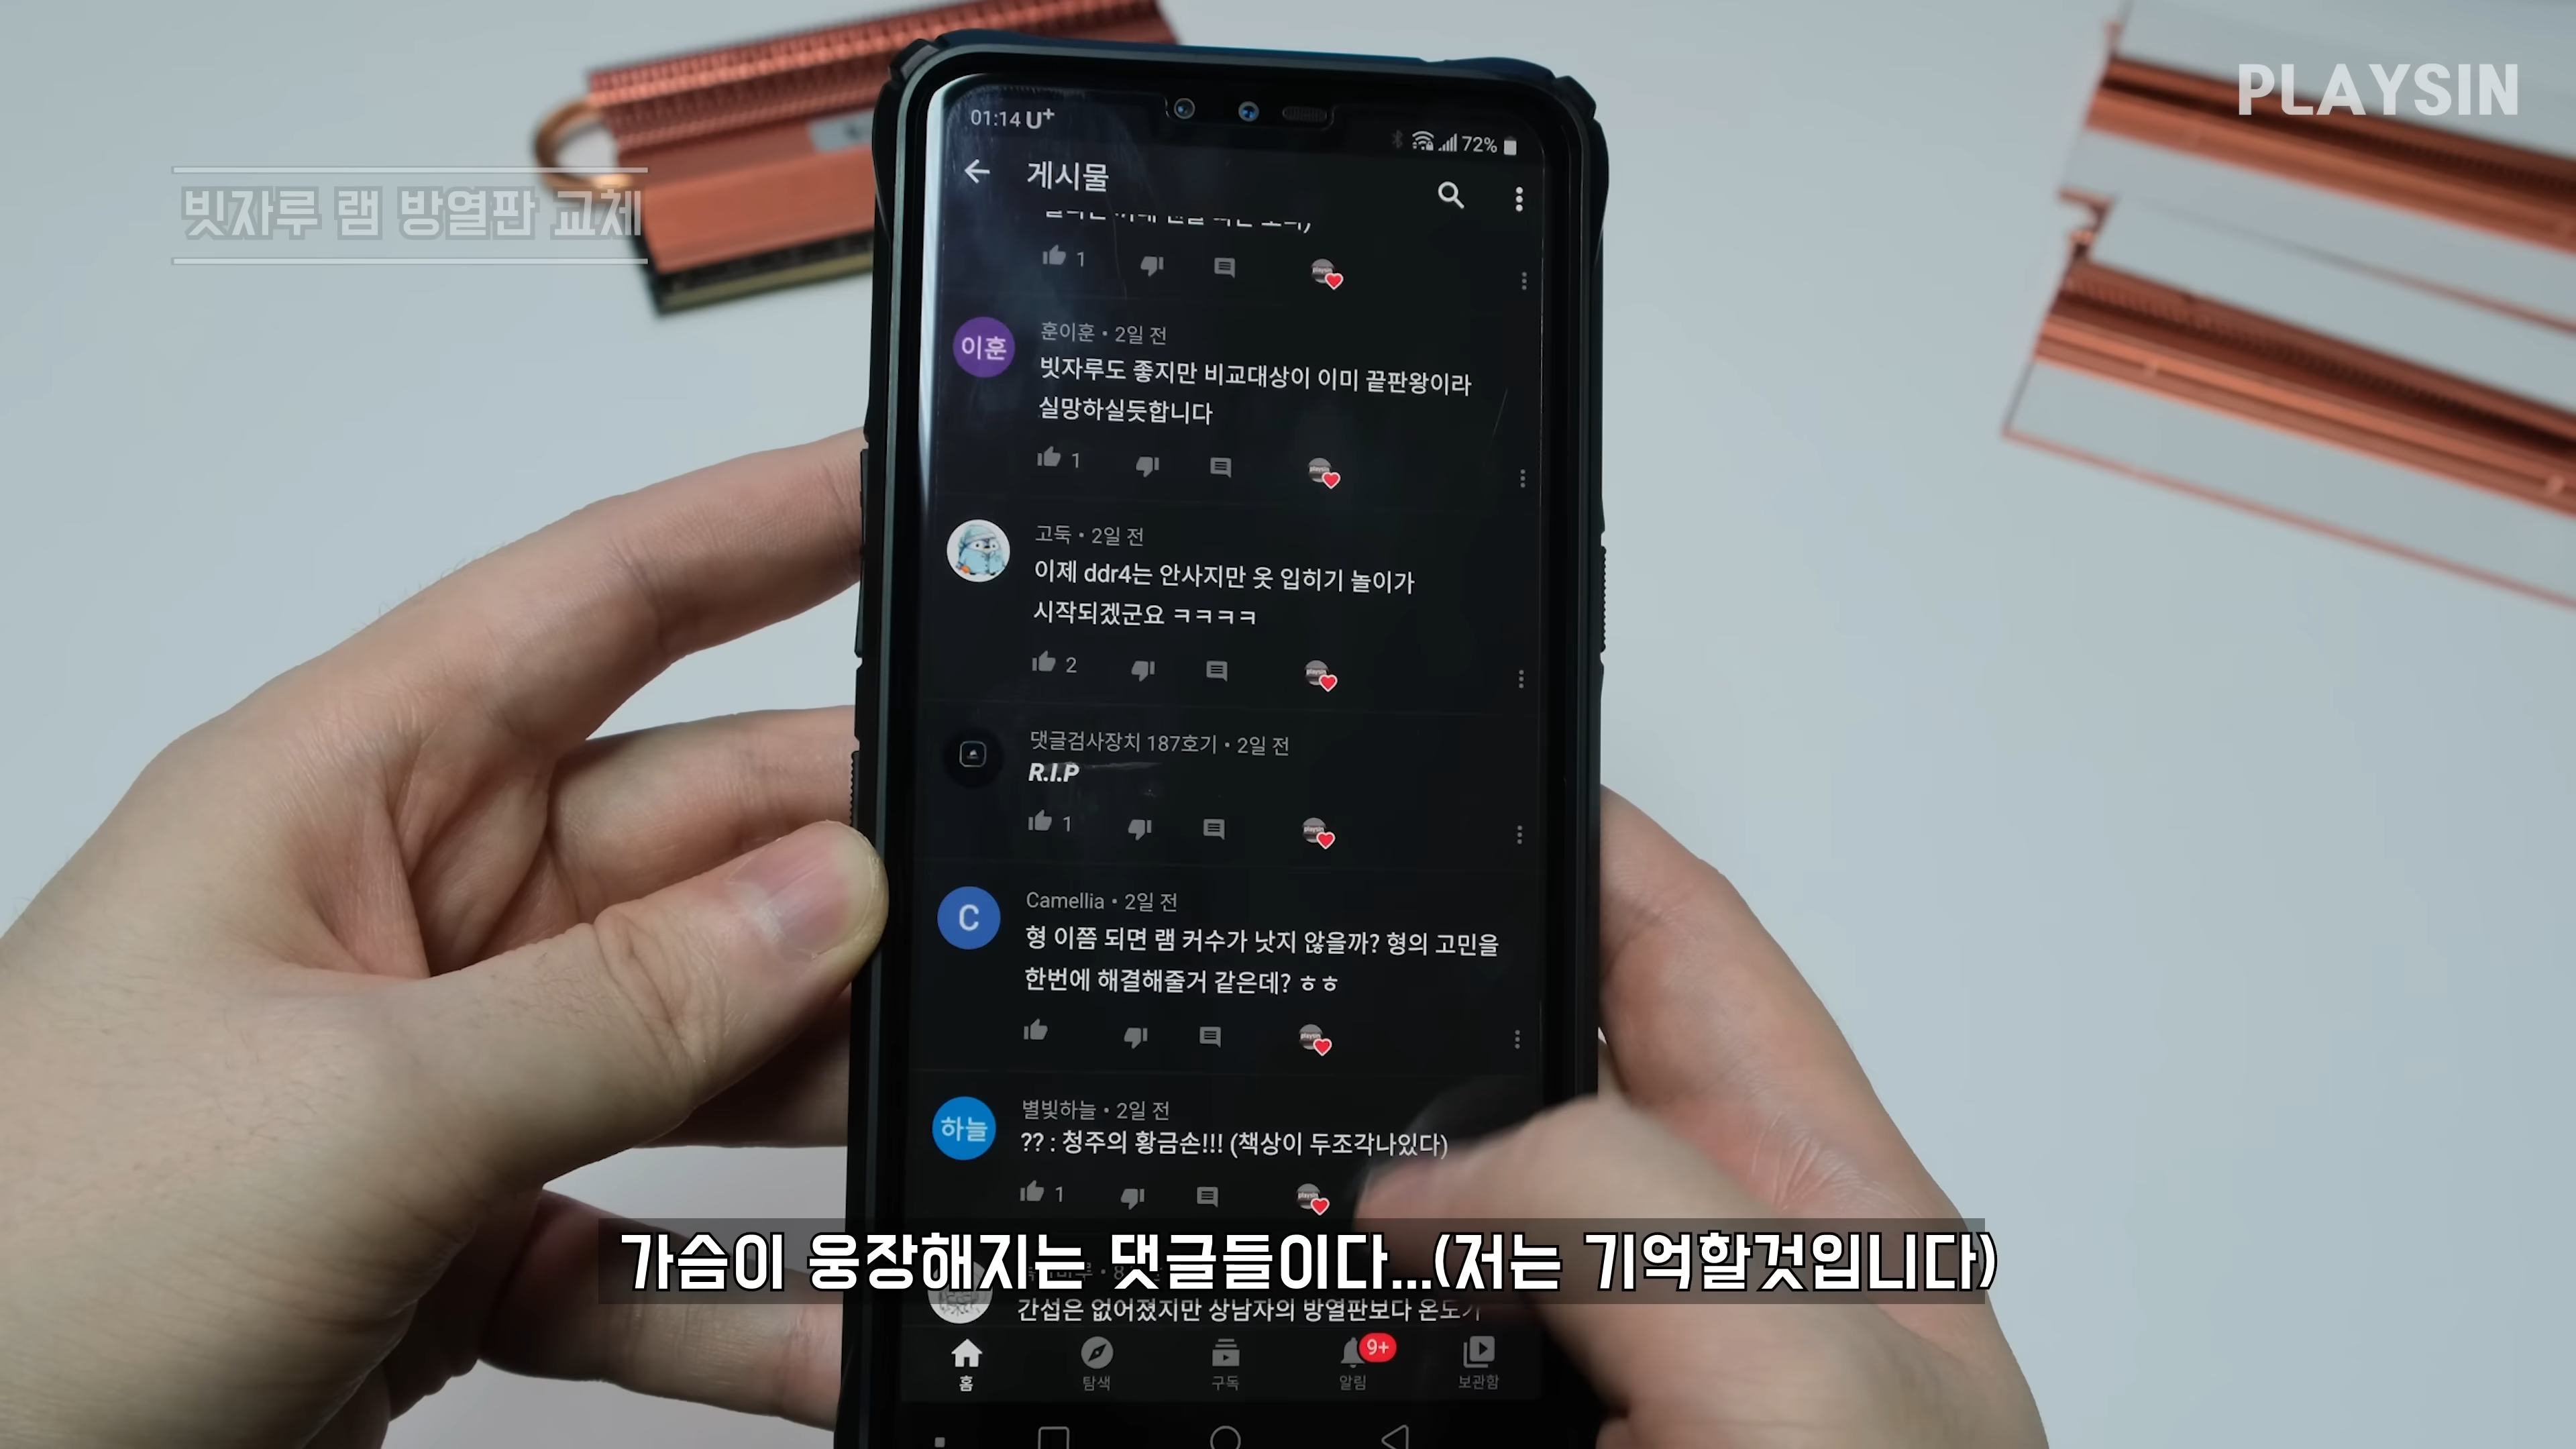 PLAYSIN
빗자루 램 방열판 교체
01:14 U+
72%
게시물
1
이훈
훈이훈 • 2일 전
빗자루도 좋지만 비교대상이 이미 끝판왕이라
실망하실듯합니다
1
고둑 • 2일 전
이제 ddr4는 안사지만 옷 입히기 놀이가
시작되겠군요 ㅋㅋㅋㅋ
2
댓글검사장치 187호기 • 2일 전
R.I.P
1
C
Camellia • 2일 전
형 이쯤 되면 램 커수가 낫지 않을까? 형의 고민을
한번에 해결해줄거 같은데? ㅎㅎ
하늘
별빛하늘 • 2일 전
?? : 청주의 황금손!!! (책상이 두조각나있다)
1
가슴이 웅장해지는 댓글들이다...(저는 기억할것입니다)
간섭은 없어졌지만 상남자의 방열판보다 온도가
9+
홈
탐색
구독
알림
보관함